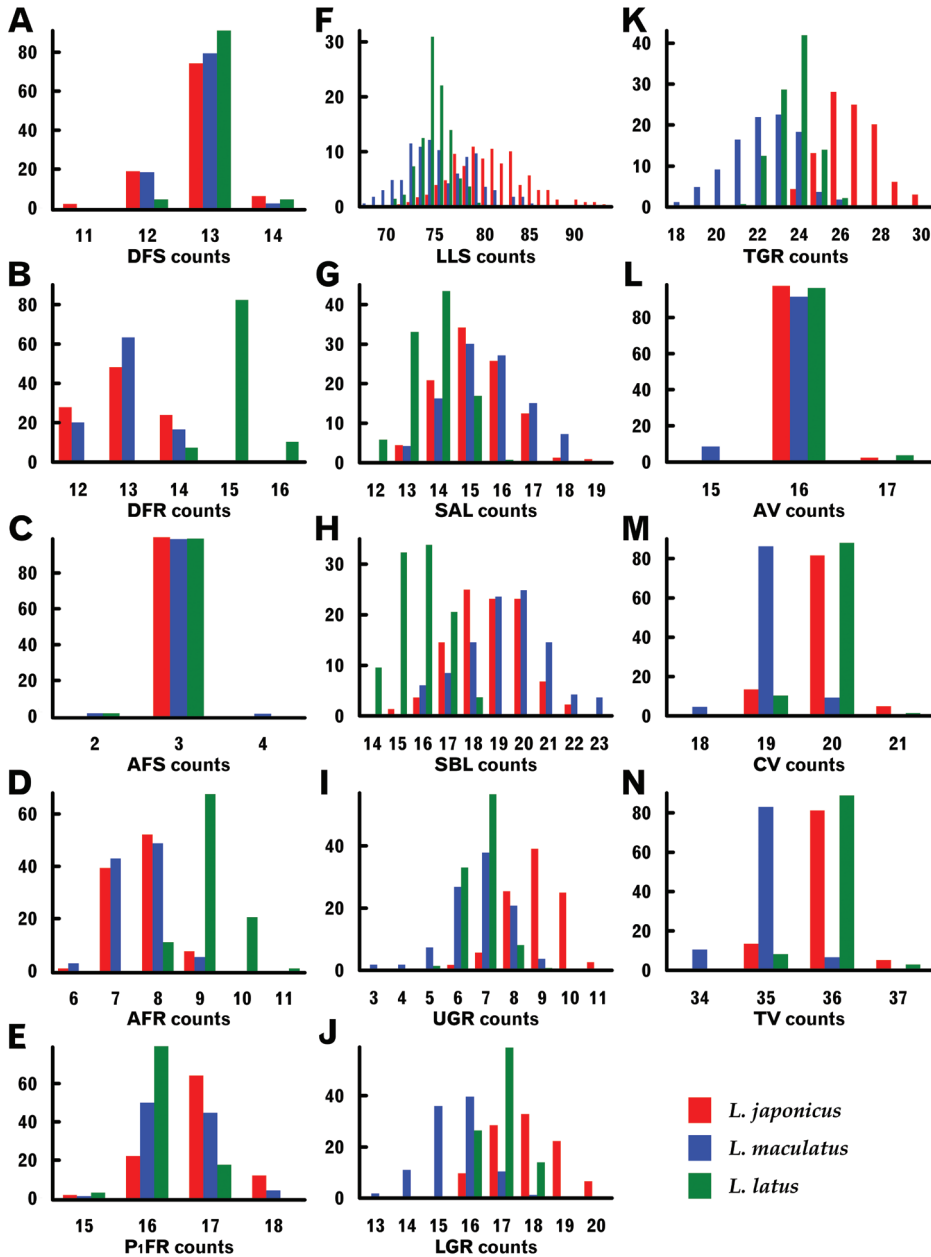 A
80
60
40
20
0
11 12 13 14
DFS counts
B
80
60
40
20
0
12 13 14 15 16
DFR counts
C
80
60
40
20
0
2 3 4
AFS counts
D
60
40
20
0
6 7 8 9 10 11
AFR counts
E
80
60
40
20
0
15 16 17 18
P1FR counts
F
30
20
10
0
70 75 80 85 90
LLS counts
G
40
30
20
10
0
12 13 14 15 16 17 18 19
SAL counts
H
30
20
10
0
14 15 16 17 18 19 20 21 22 23
SBL counts
I
40
20
0
3 4 5 6 7 8 9 10 11
UGR counts
J
40
20
0
13 14 15 16 17 18 19 20
LGR counts
K
40
30
20
10
0
18 20 22 24 26 28 30
TGR counts
L
80
60
40
20
0
15 16 17
AV counts
M
80
60
40
20
0
18 19 20 21
CV counts
N
80
60
40
20
0
34 35 36 37
TV counts
L. japonicus
L. maculatus
L. latus